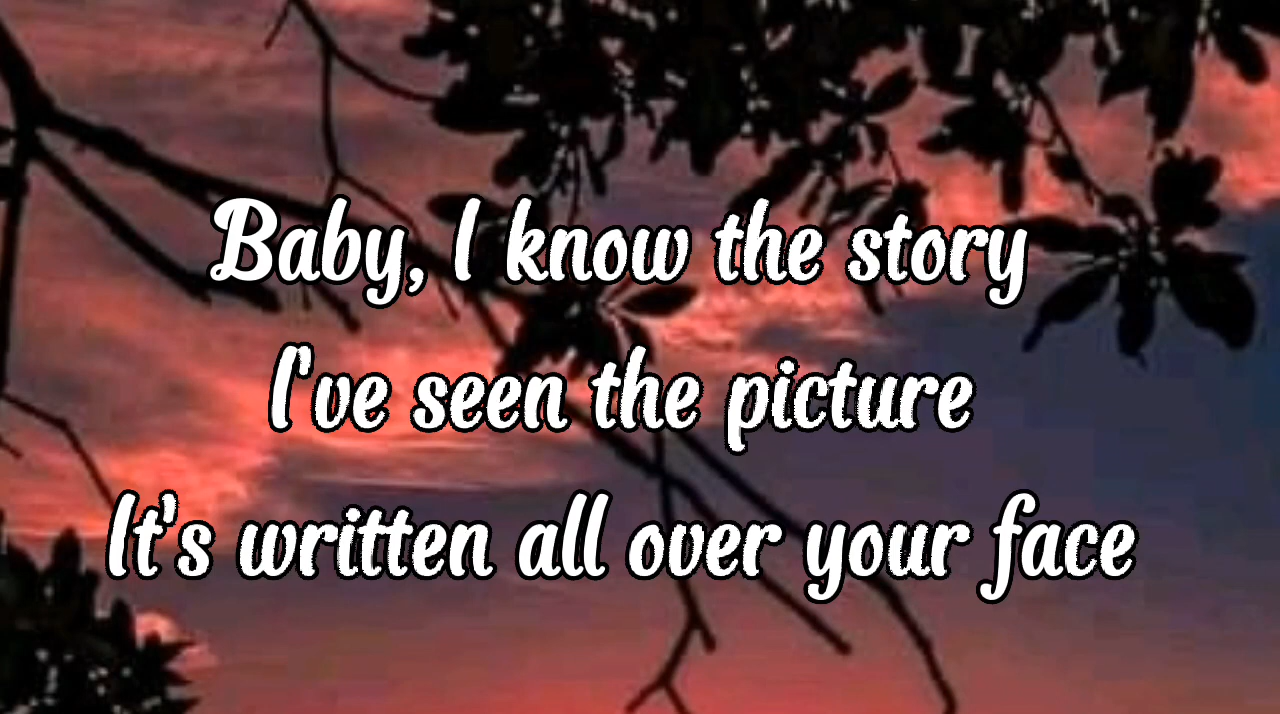 Baby, I know the story
I've seen the picture
It's written all over your face